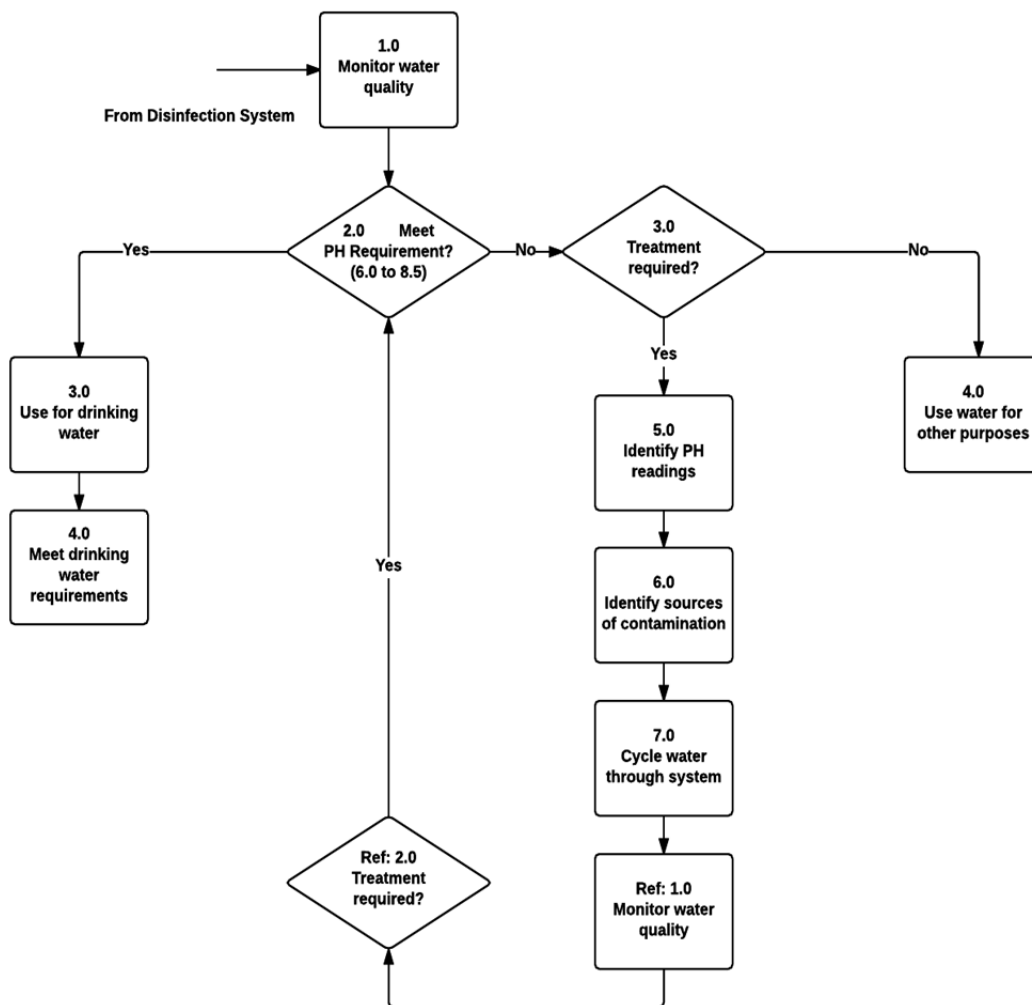 1.0
Monitor water
quality
From Disinfection System
2.0 Meet
PH Requirement?
(6.0 to 8.5)
Yes
No
3.0
Treatment
required?
No
Yes
3.0
Use for drinking
water
4.0
Meet drinking
water
requirements
4.0
Use water for
other purposes
5.0
Identify PH
readings
6.0
Identify sources
of contamination
7.0
Cycle water
through system
Ref: 1.0
Monitor water
quality
Ref: 2.0
Treatment
required?
Yes